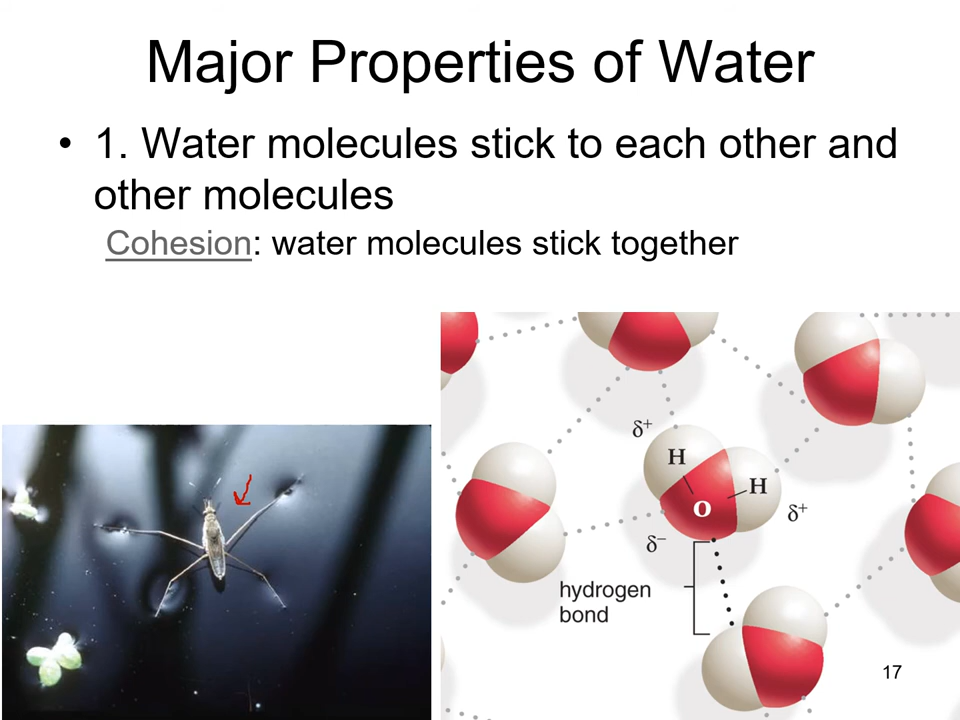 Major Properties of Water
• 1. Water molecules stick to each other and
other molecules
Cohesion: water molecules stick together
δ+
H
H
O
δ+
δ−
hydrogen
bond
17